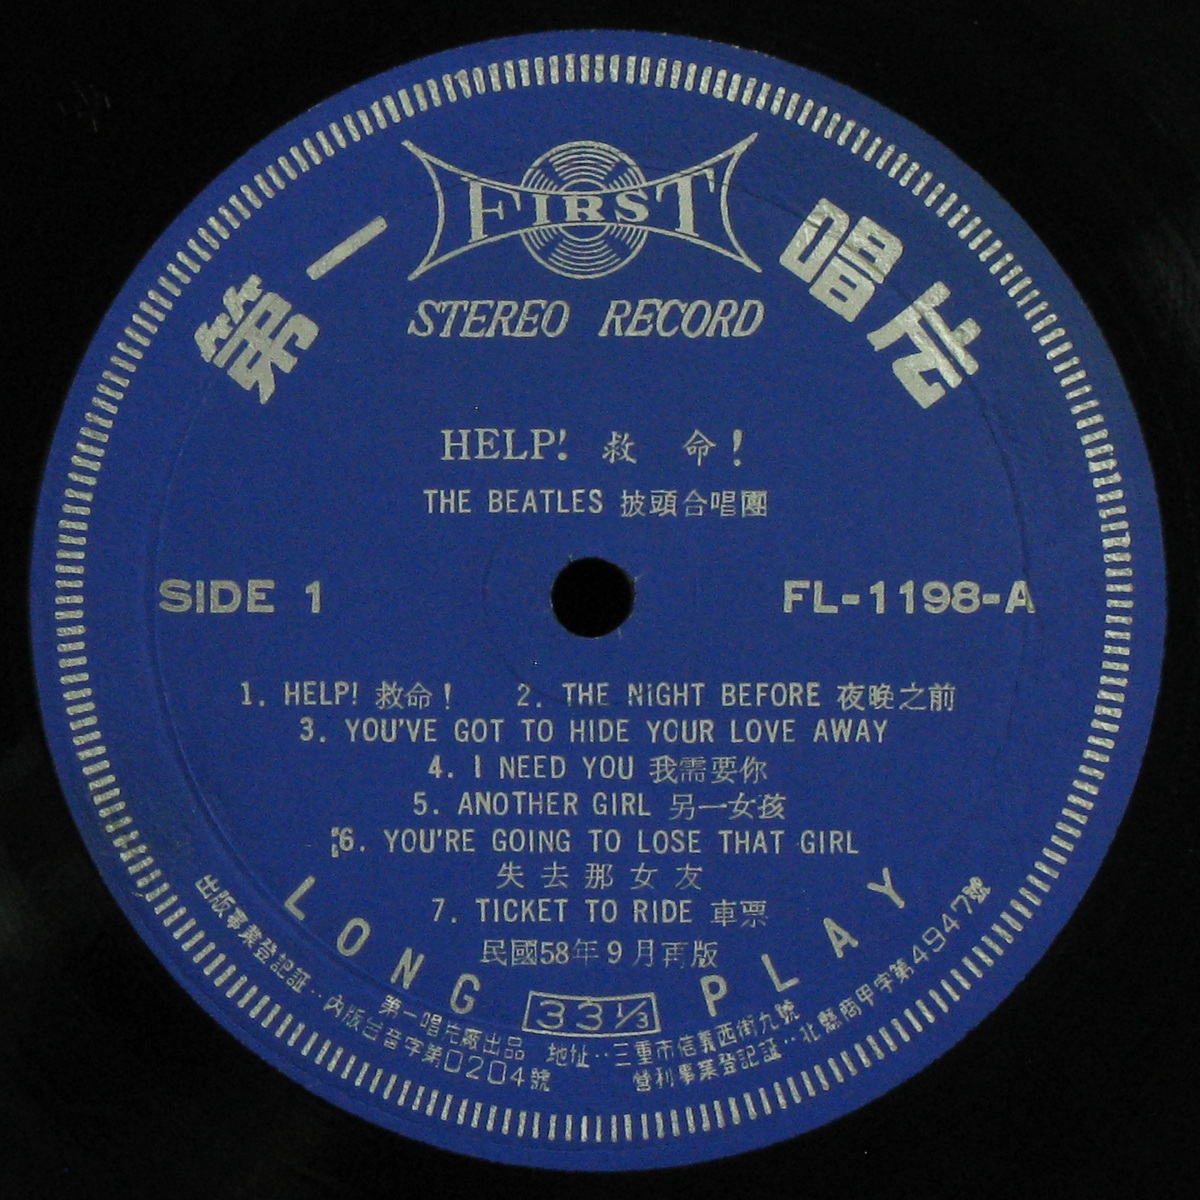 FIRST
第一唱片
STEREO RECORD
HELP! 救 命!
THE BEATLES 披頭合唱團
SIDE 1
FL-1198-A
1. HELP! 救命! 2. THE NIGHT BEFORE 夜晚之前
3. YOU'VE GOT TO HIDE YOUR LOVE AWAY
4. I NEED YOU 我需要你
5. ANOTHER GIRL 另一女孩
6. YOU'RE GOING TO LOSE THAT GIRL
失去那女友
7. TICKET TO RIDE 車票
民國58年9月再版
LONG 33⅓ PLAY
第一唱片廠出品 地址··三重市信義西街九號
出版事業登記証··內版台音字第0204號
營利事業登記証··北縣商甲字第4947號